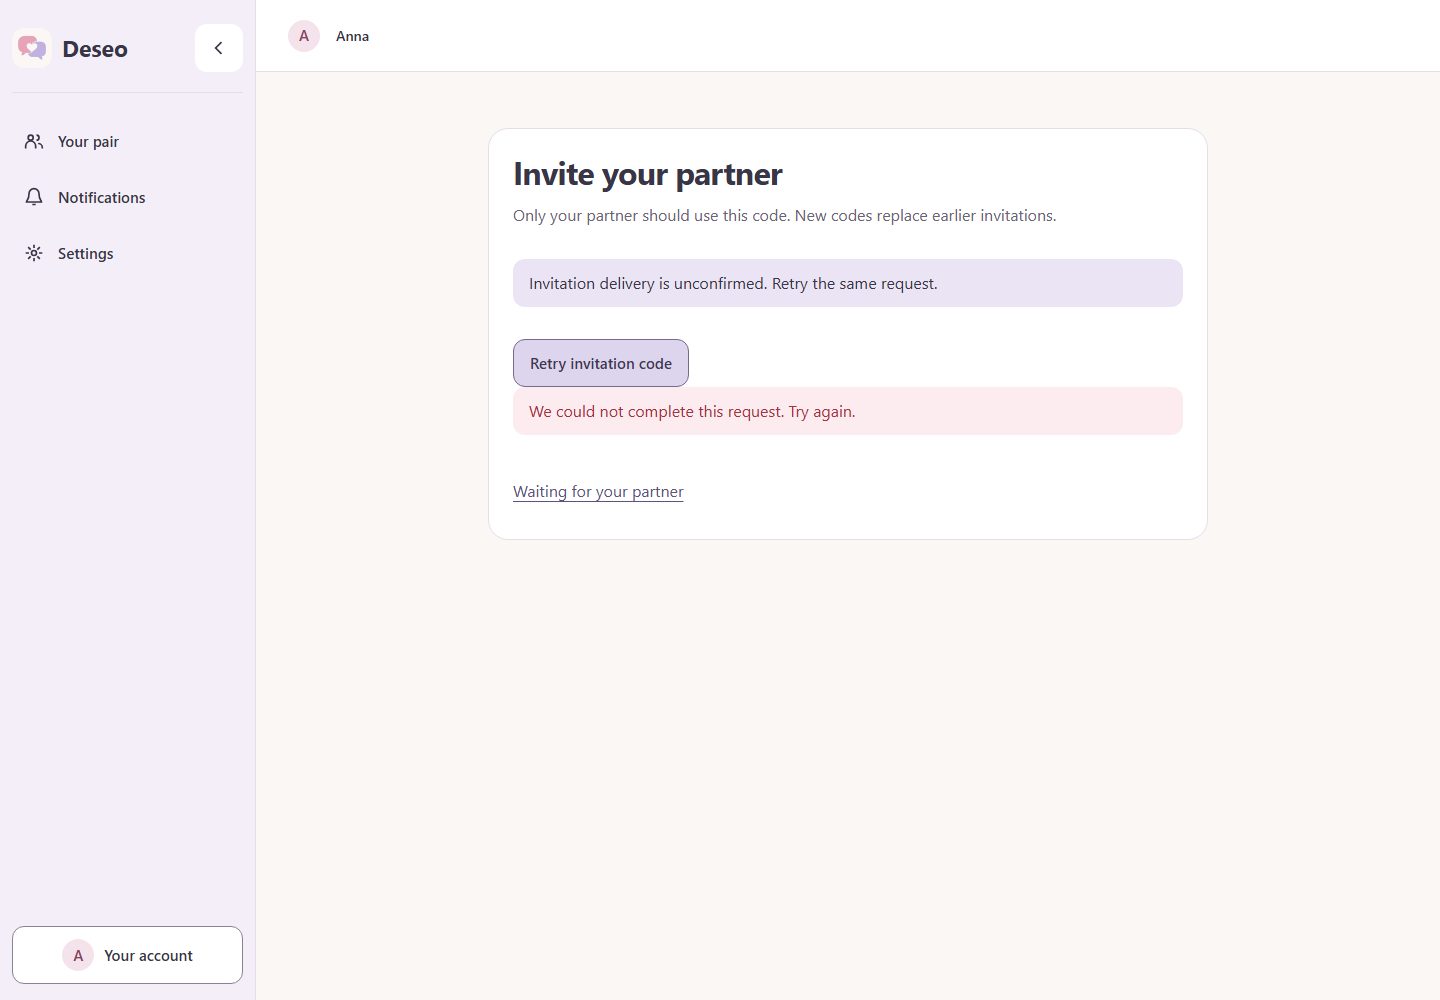 Deseo
Your pair
Notifications
Settings
A
Your account
A
Anna
Invite your partner
Only your partner should use this code. New codes replace earlier invitations.
Invitation delivery is unconfirmed. Retry the same request.
Retry invitation code
We could not complete this request. Try again.
Waiting for your partner